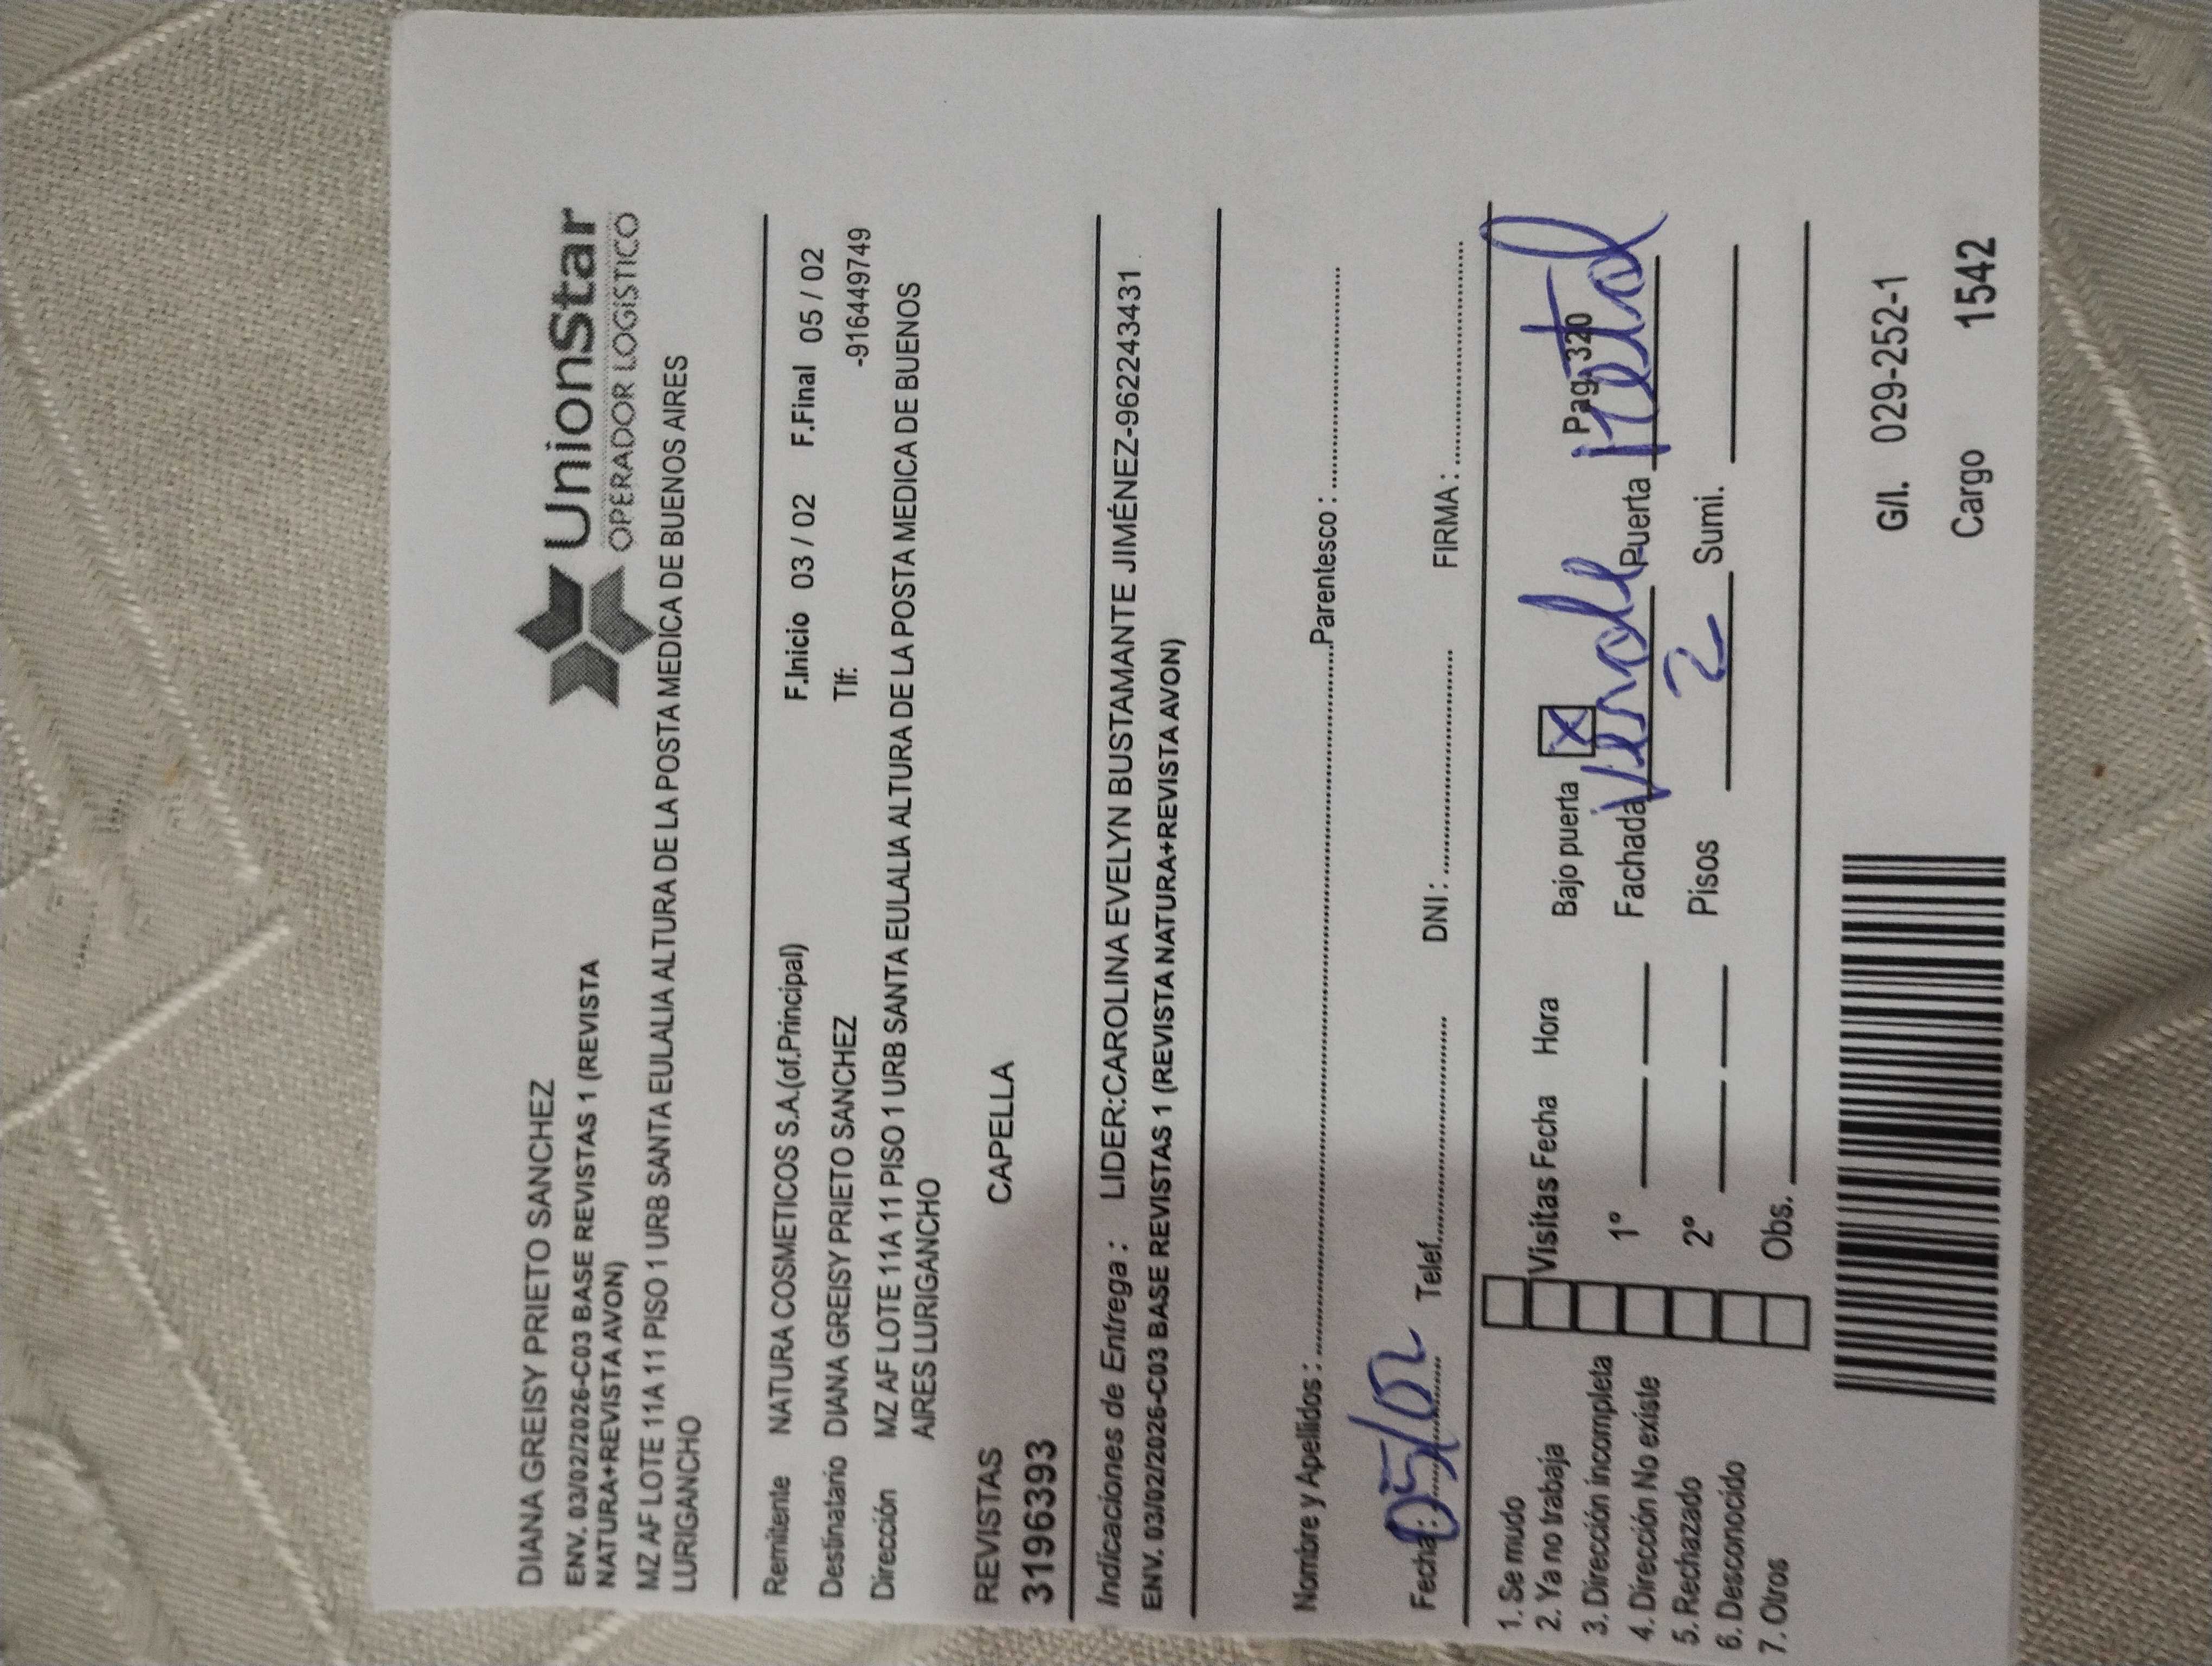 DIANA GREISY PRIETO SANCHEZ
ENV. 03/02/2026-C03 BASE REVISTAS 1 (REVISTA
NATURA+REVISTA AVON)
MZ AF LOTE 11A 11 PISO 1 URB SANTA EULALIA ALTURA DE LA POSTA MEDICA DE BUENOS AIRES
LURIGANCHO
UnionStar
OPERADOR LOGISTICO
Remitente NATURA COSMETICOS S.A.(of.Principal) F.Inicio 03 / 02 F.Final 05 / 02
Destinatario DIANA GREISY PRIETO SANCHEZ Tlf: -916449749
Dirección MZ AF LOTE 11A 11 PISO 1 URB SANTA EULALIA ALTURA DE LA POSTA MEDICA DE BUENOS
AIRES LURIGANCHO
REVISTAS CAPELLA
3196393
Indicaciones de Entrega : LIDER:CAROLINA EVELYN BUSTAMANTE JIMÉNEZ-962243431
ENV. 03/02/2026-C03 BASE REVISTAS 1 (REVISTA NATURA+REVISTA AVON)
Nombre y Apellidos : Parentesco :
Fecha : 05/02 Telef. DNI : FIRMA :
1. Se mudo
2. Ya no trabaja
3. Dirección incompleta
4. Dirección No existe
5. Rechazado
6. Desconocido
7. Otros
Visitas Fecha Hora Bajo puerta X Pag. 320
1º Fachada Puerta metal
2º Pisos 2 Sumi.
Obs.
G/I. 029-252-1
Cargo 1542